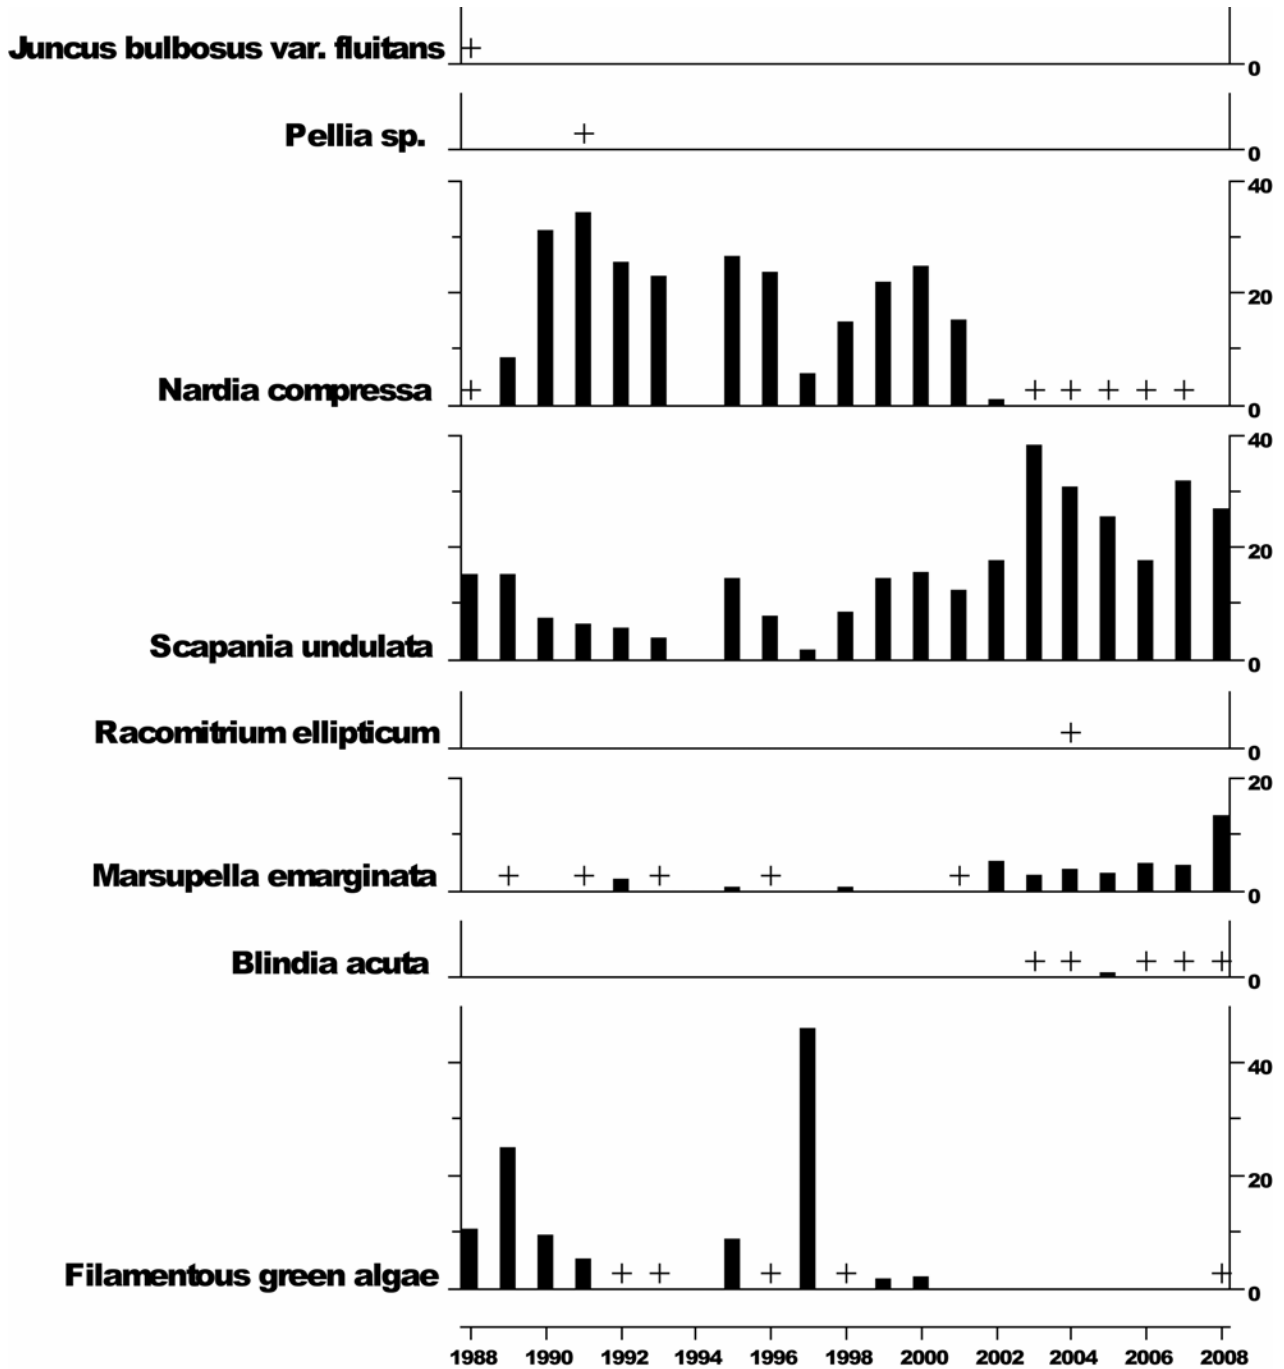 Juncus bulbosus var. fluitans
0
Pellia sp.
0
40
20
Nardia compressa
0
40
20
Scapania undulata
0
Racomitrium ellipticum
0
20
Marsupella emarginata
0
Blindia acuta
0
40
20
Filamentous green algae
0
1988 1990 1992 1994 1996 1998 2000 2002 2004 2006 2008